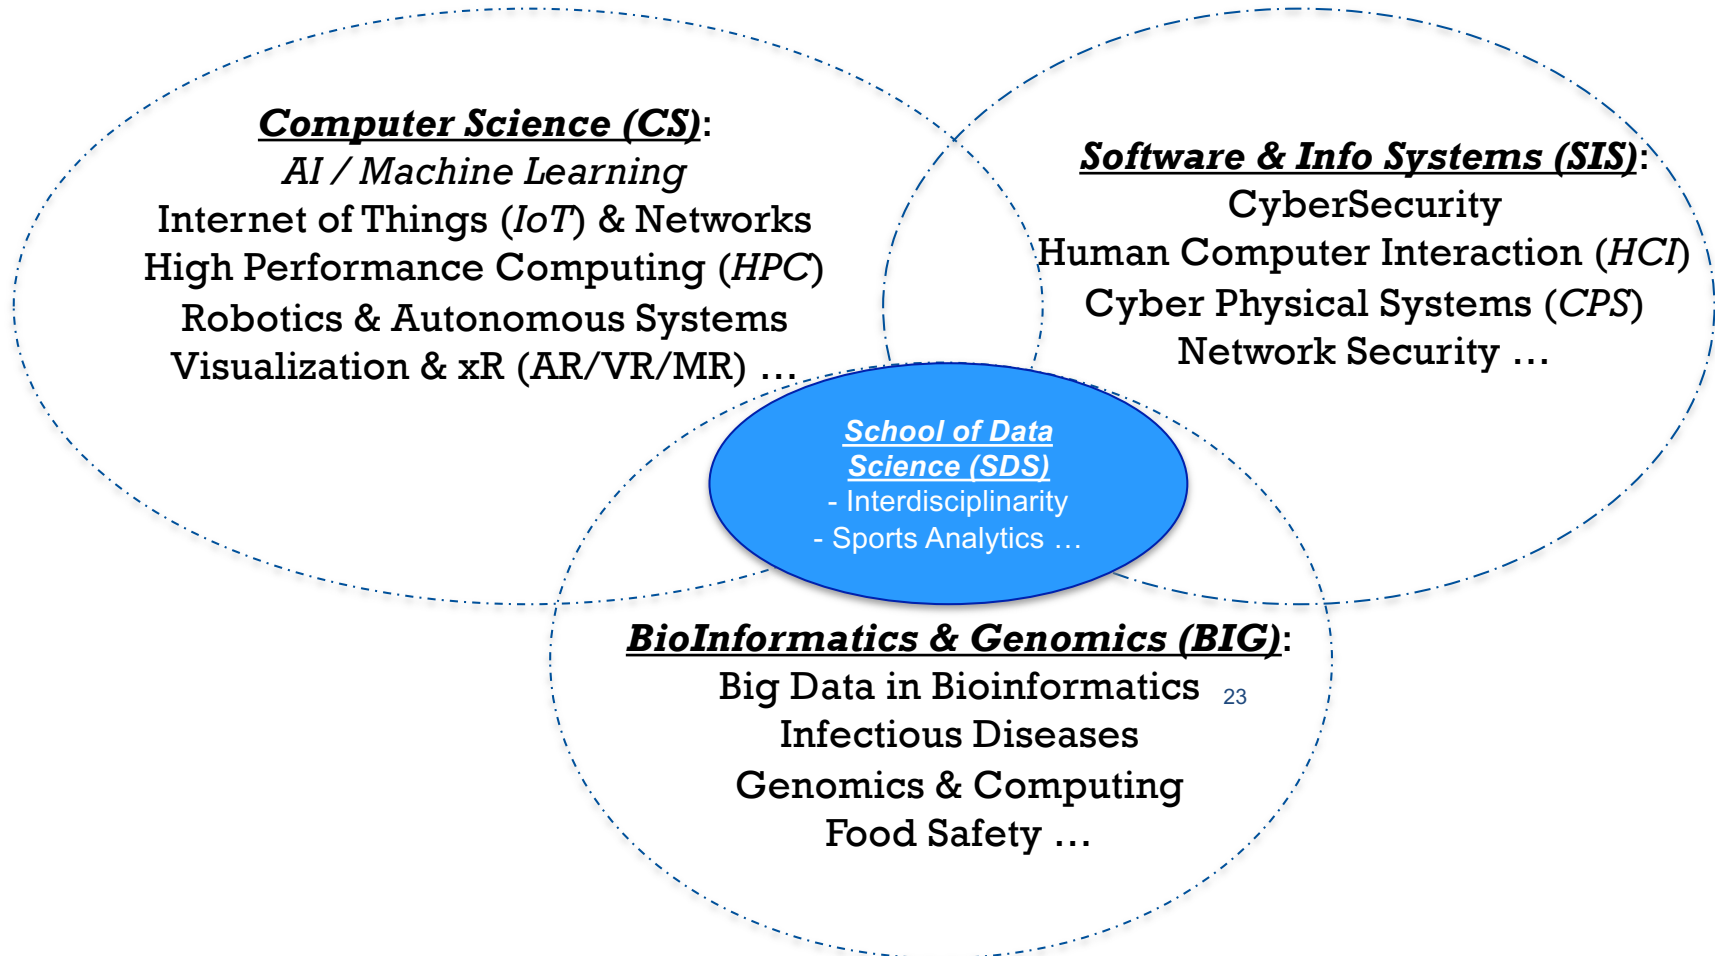 Computer Science (CS):
AI / Machine Learning
Internet of Things (IoT) & Networks
High Performance Computing (HPC)
Robotics & Autonomous Systems
Visualization & xR (AR/VR/MR) …
Software & Info Systems (SIS):
CyberSecurity
Human Computer Interaction (HCI)
Cyber Physical Systems (CPS)
Network Security …
School of Data
Science (SDS)
- Interdisciplinarity
- Sports Analytics …
BioInformatics & Genomics (BIG):
Big Data in Bioinformatics
23
Infectious Diseases
Genomics & Computing
Food Safety …